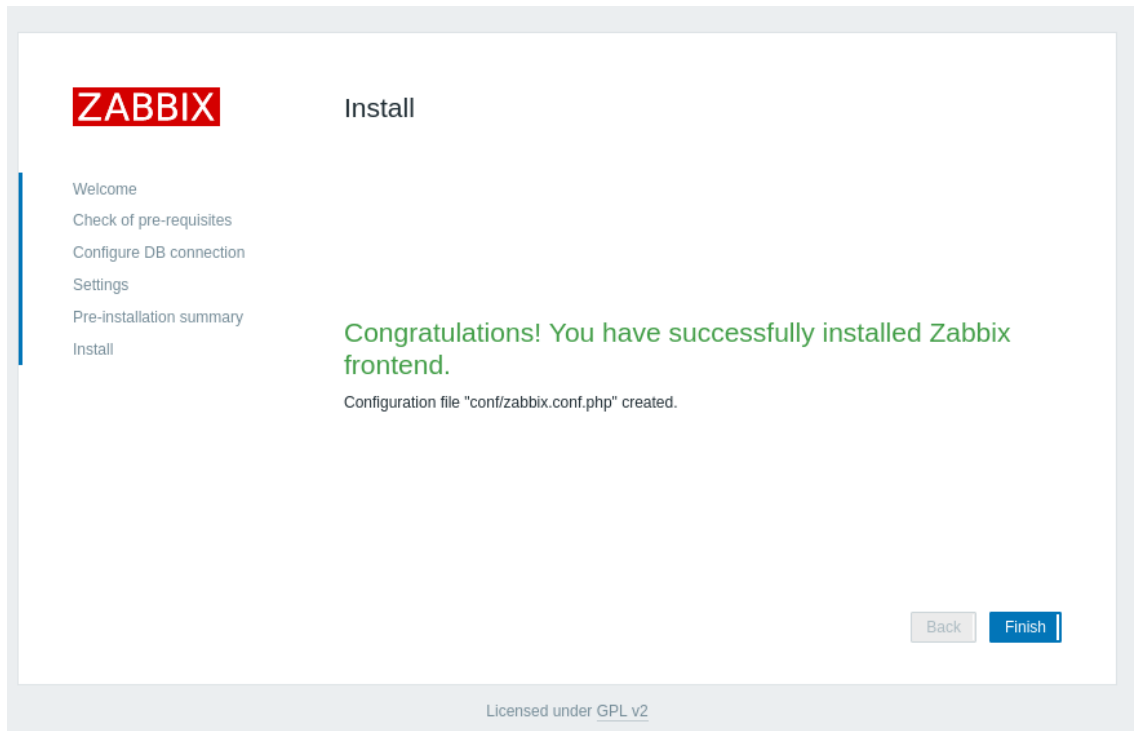 ZABBIX
Install
Welcome
Check of pre-requisites
Configure DB connection
Settings
Pre-installation summary
Install
Congratulations! You have successfully installed Zabbix
frontend.
Configuration file "conf/zabbix.conf.php" created.
Back
Finish
Licensed under GPL v2